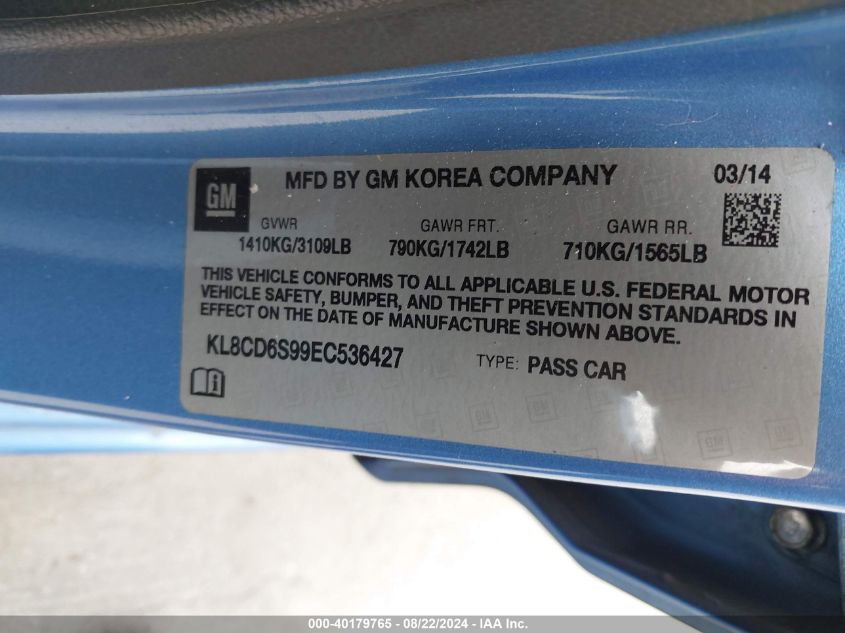 GM
MFD BY GM KOREA COMPANY 03/14
GVWR GAWR FRT. GAWR RR.
1410KG/3109LB 790KG/1742LB 710KG/1565LB
THIS VEHICLE CONFORMS TO ALL APPLICABLE U.S. FEDERAL MOTOR
VEHICLE SAFETY, BUMPER, AND THEFT PREVENTION STANDARDS IN
EFFECT ON THE DATE OF MANUFACTURE SHOWN ABOVE.
KL8CD6S99EC536427 TYPE: PASS CAR
000-40179765 - 08/22/2024 - IAA Inc.